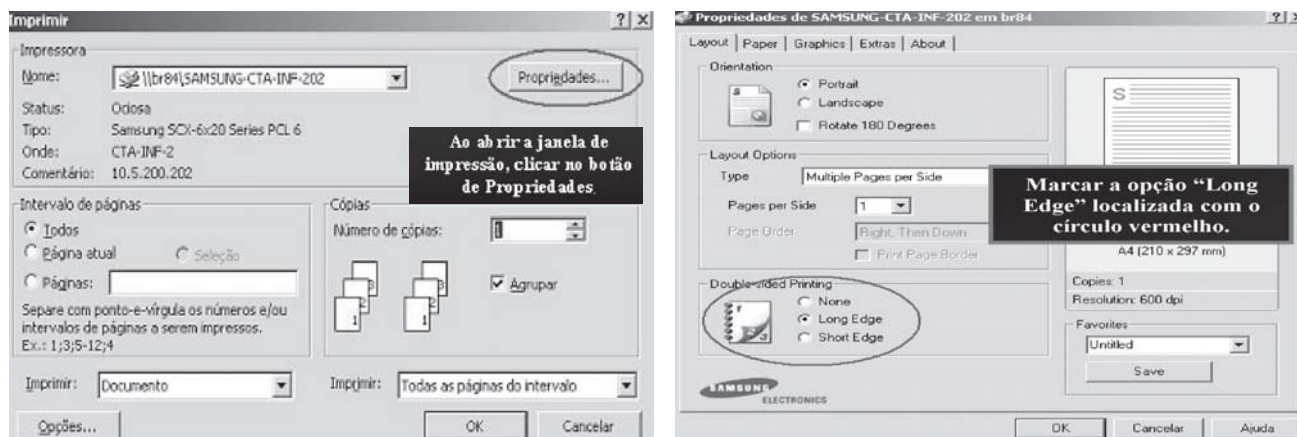 Imprimir
Impressora
Nome: \\br84\SAMSUNG-CTA-INF-202
Propriedades...
Status: Ociosa
Tipo: Samsung SCX-6x20 Series PCL 6
Onde: CTA-INF-2
Comentário: 10.5.200.202
Ao abrir a janela de
impressão, clicar no botão
de Propriedades.
Intervalo de páginas
Todos
Página atual Seleção
Páginas:
Separe com ponto-e-vírgula os números e/ou
intervalos de páginas a serem impressos.
Ex.: 1;3;5-12;4
Cópias
Número de cópias: 1
Agrupar
Imprimir: Documento
Imprimir: Todas as páginas do intervalo
Opções... OK Cancelar
Propriedades de SAMSUNG-CTA-INF-202 em br84
Layout Paper Graphics Extras About
Orientation
Portrait
Landscape
Rotate 180 Degrees
Layout Options
Type Multiple Pages per Side
Pages per Side 1
Page Order Right, Then Down
Print Page Border
Double-sided Printing
None
Long Edge
Short Edge
Marcar a opção “Long
Edge” localizada com o
círculo vermelho.
A4 (210 x 297 mm)
Copies: 1
Resolution: 600 dpi
Favorites
Untitled
Save
SAMSUNG
ELECTRONICS
OK Cancelar Ajuda